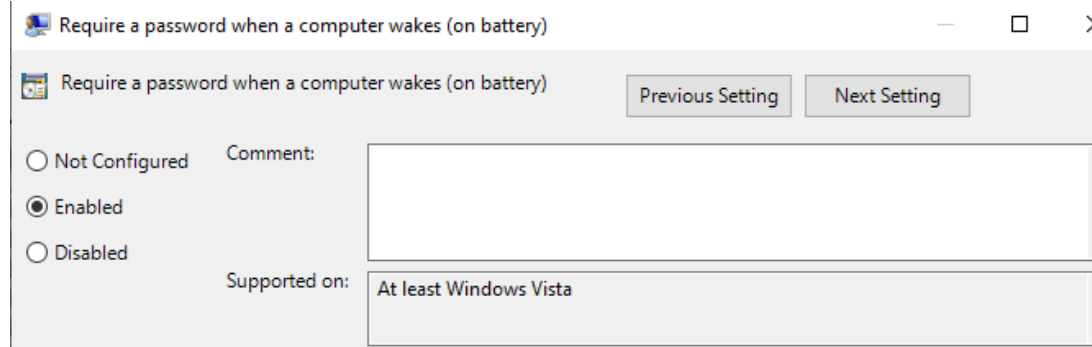 Require a password when a computer wakes (on battery)
Require a password when a computer wakes (on battery)
Previous Setting
Next Setting
Not Configured
Comment:
Enabled
Disabled
Supported on:
At least Windows Vista